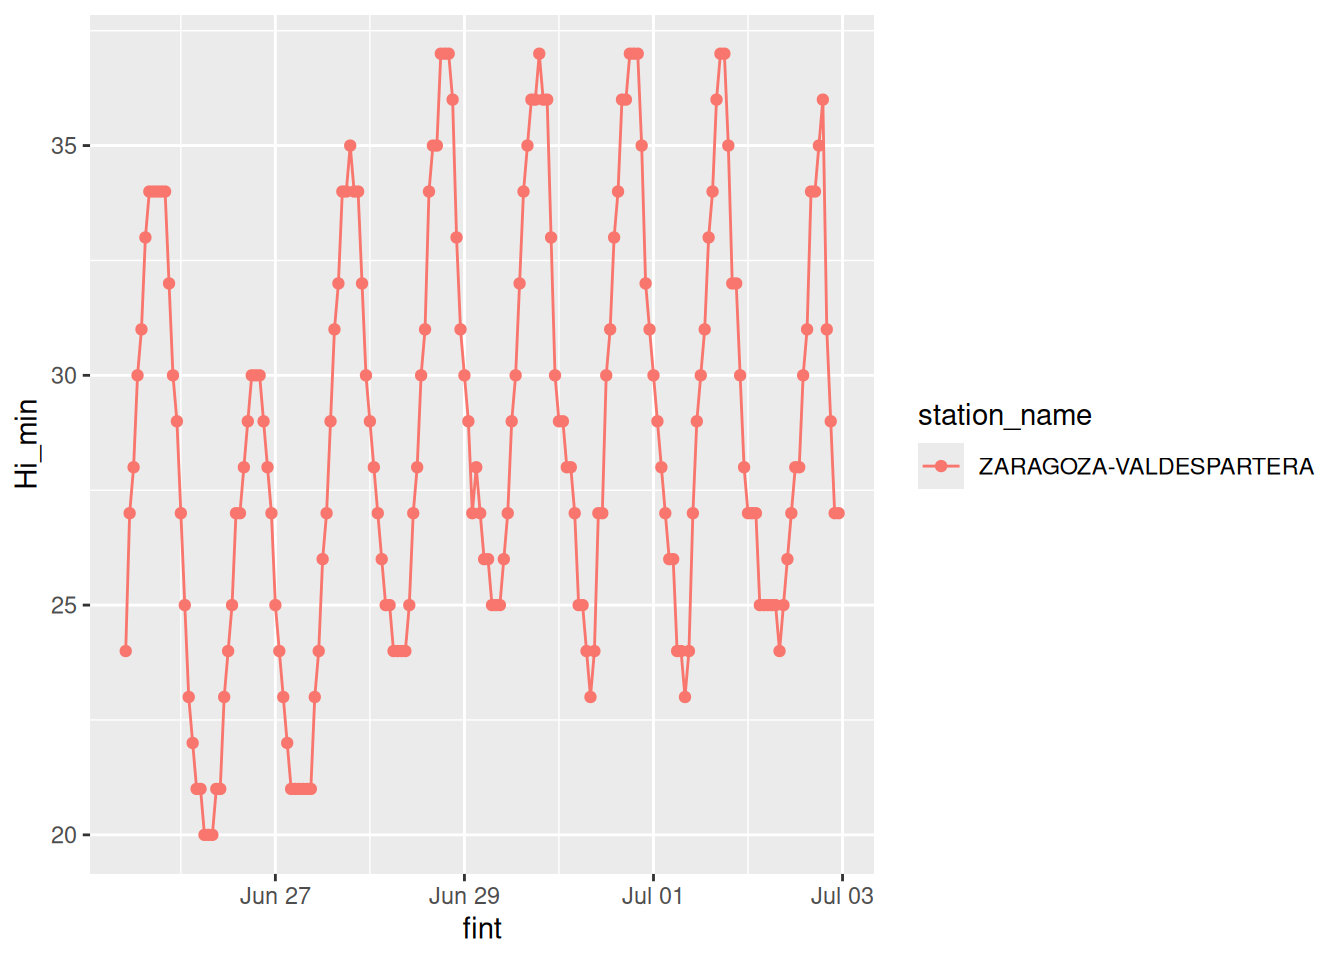 Hi_min
35
30
25
20
Jun 27
Jun 29
Jul 01
Jul 03
fint
station_name
ZARAGOZA-VALDESPARTERA